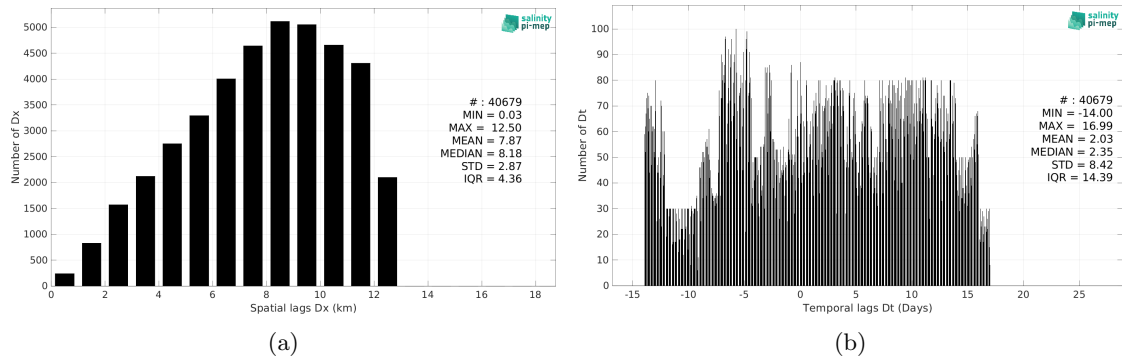 salinity
pi-mep
5000
4500
4000
3500
3000
2500
2000
1500
1000
500
0
Number of Dx
# : 40679
MIN = 0.03
MAX = 12.50
MEAN = 7.87
MEDIAN = 8.18
STD = 2.87
IQR = 4.36
0 2 4 6 8 10 12 14 16 18
Spatial lags Dx (km)
(a)
salinity
pi-mep
100
90
80
70
60
50
40
30
20
10
0
Number of Dt
# : 40679
MIN = -14.00
MAX = 16.99
MEAN = 2.03
MEDIAN = 2.35
STD = 8.42
IQR = 14.39
-15 -10 -5 0 5 10 15 20 25
Temporal lags Dt (Days)
(b)